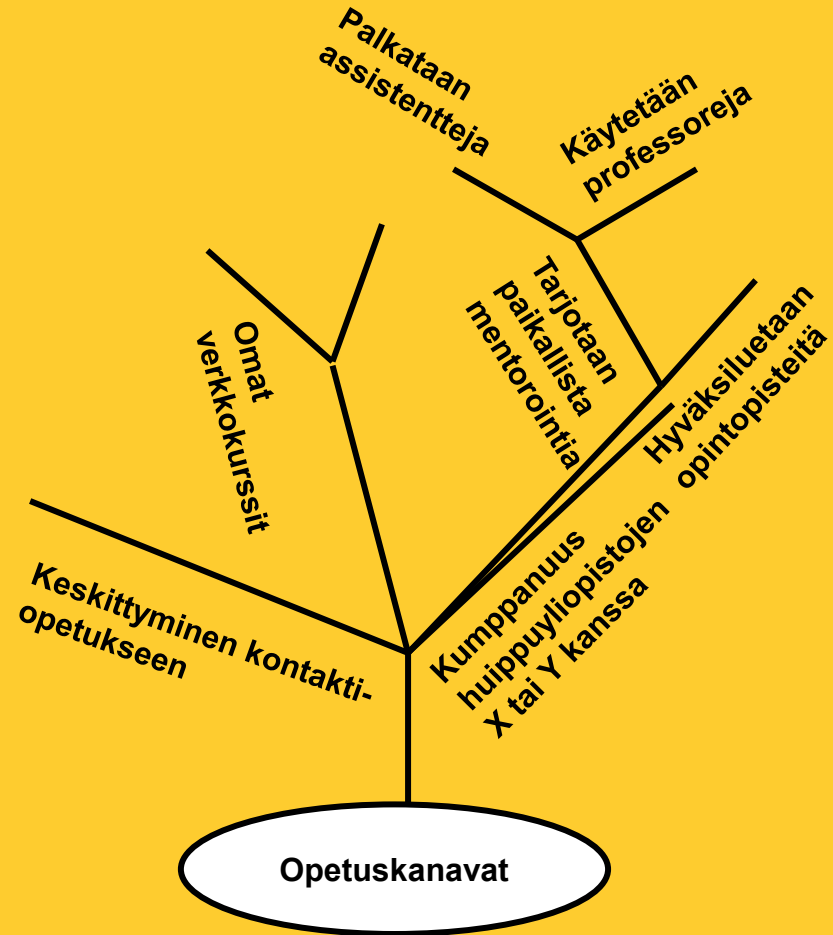 Palkataan
assistentteja
Käytetään
professoreja
Tarjotaan
paikallista
mentorointia
Omat
verkkokurssit
Hyväksiluetaan
opintopisteitä
Keskittyminen kontakti-
opetukseen
Kumppanuus
huippuyliopistojen
X tai Y kanssa
Opetuskanavat